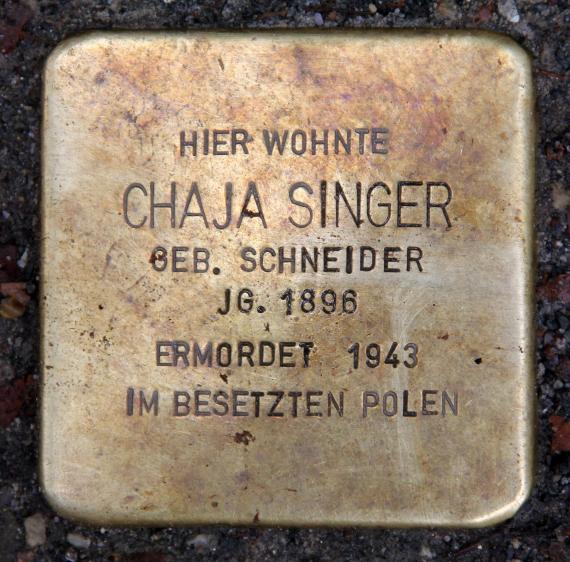 HIER WOHNTE
CHAJA SINGER
GEB. SCHNEIDER
JG. 1896
ERMORDET 1943
IM BESETZTEN POLEN